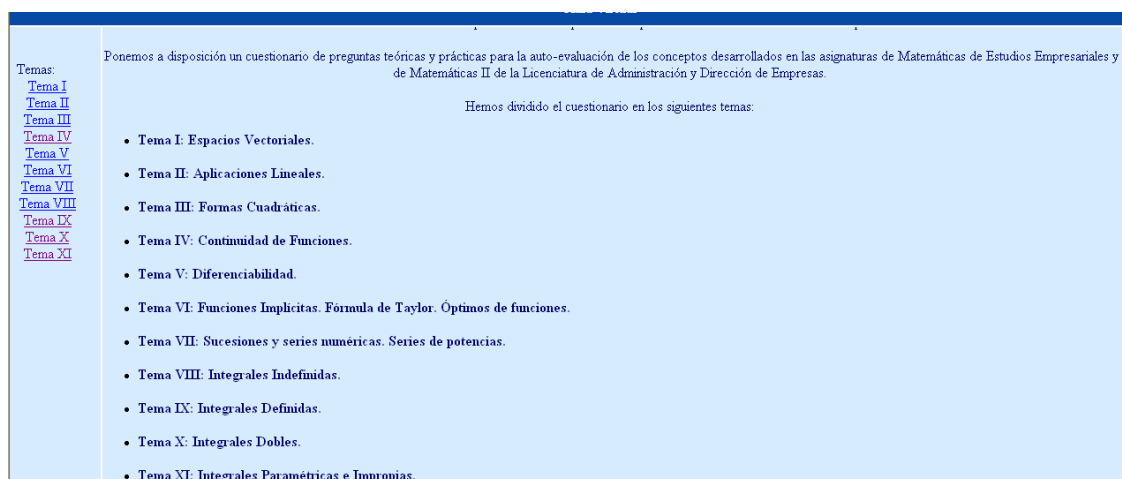 Temas:
Tema I
Tema II
Tema III
Tema IV
Tema V
Tema VI
Tema VII
Tema VIII
Tema IX
Tema X
Tema XI
Ponemos a disposición un cuestionario de preguntas teóricas y prácticas para la auto-evaluación de los conceptos desarrollados en las asignaturas de Matemáticas de Estudios Empresariales y
de Matemáticas II de la Licenciatura de Administración y Dirección de Empresas.
Hemos dividido el cuestionario en los siguientes temas:
• Tema I: Espacios Vectoriales.
• Tema II: Aplicaciones Lineales.
• Tema III: Formas Cuadráticas.
• Tema IV: Continuidad de Funciones.
• Tema V: Diferenciabilidad.
• Tema VI: Funciones Implícitas. Fórmula de Taylor. Óptimos de funciones.
• Tema VII: Sucesiones y series numéricas. Series de potencias.
• Tema VIII: Integrales Indefinidas.
• Tema IX: Integrales Definidas.
• Tema X: Integrales Dobles.
• Tema XI: Integrales Paramétricas e Impropias.